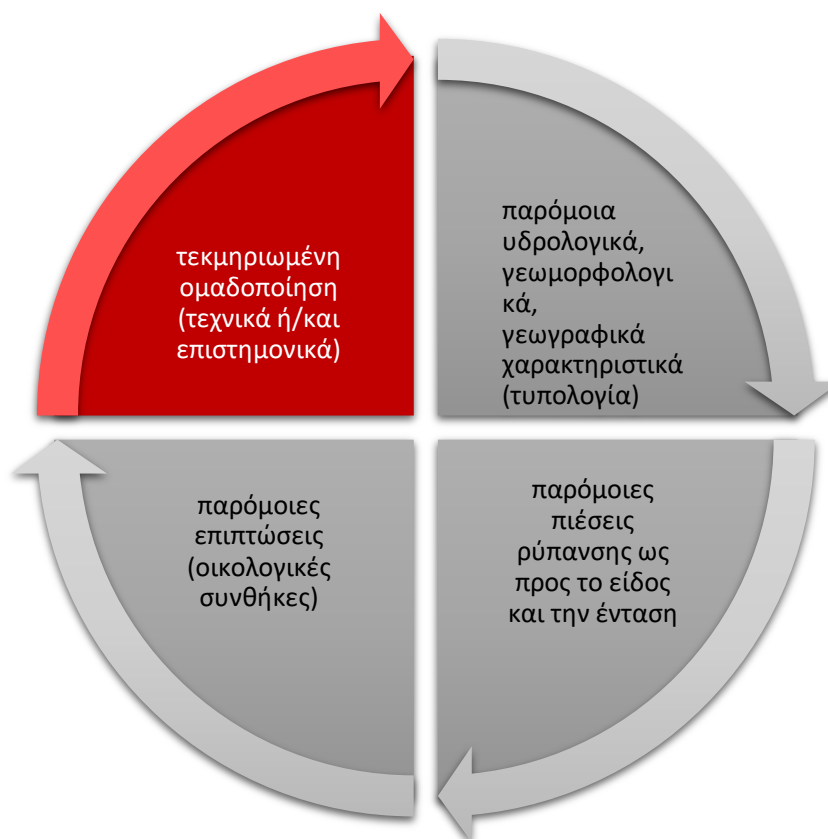 τεκμηριωμένη
ομαδοποίηση
(τεχνικά ή/και
επιστημονικά)
παρόμοια
υδρολογικά,
γεωμορφολογι
κά,
γεωγραφικά
χαρακτηριστικά
(τυπολογία)
παρόμοιες
επιπτώσεις
(οικολογικές
συνθήκες)
παρόμοιες
πιέσεις
ρύπανσης ως
προς το είδος
και την ένταση